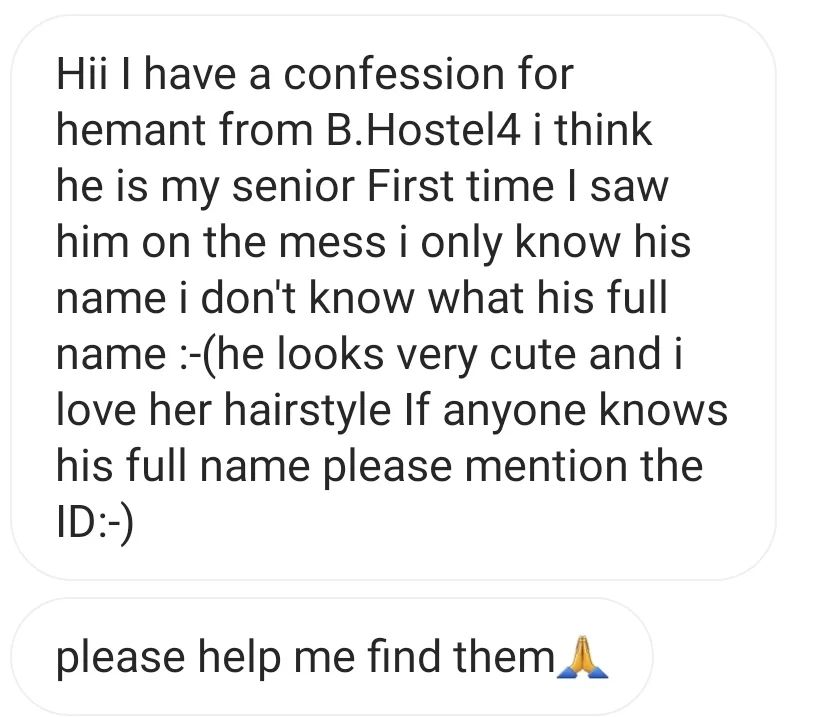 Hii I have a confession for
hemant from B.Hostel4 i think
he is my senior First time I saw
him on the mess i only know his
name i don't know what his full
name :-(he looks very cute and i
love her hairstyle If anyone knows
his full name please mention the
ID:-)
please help me find them🙏